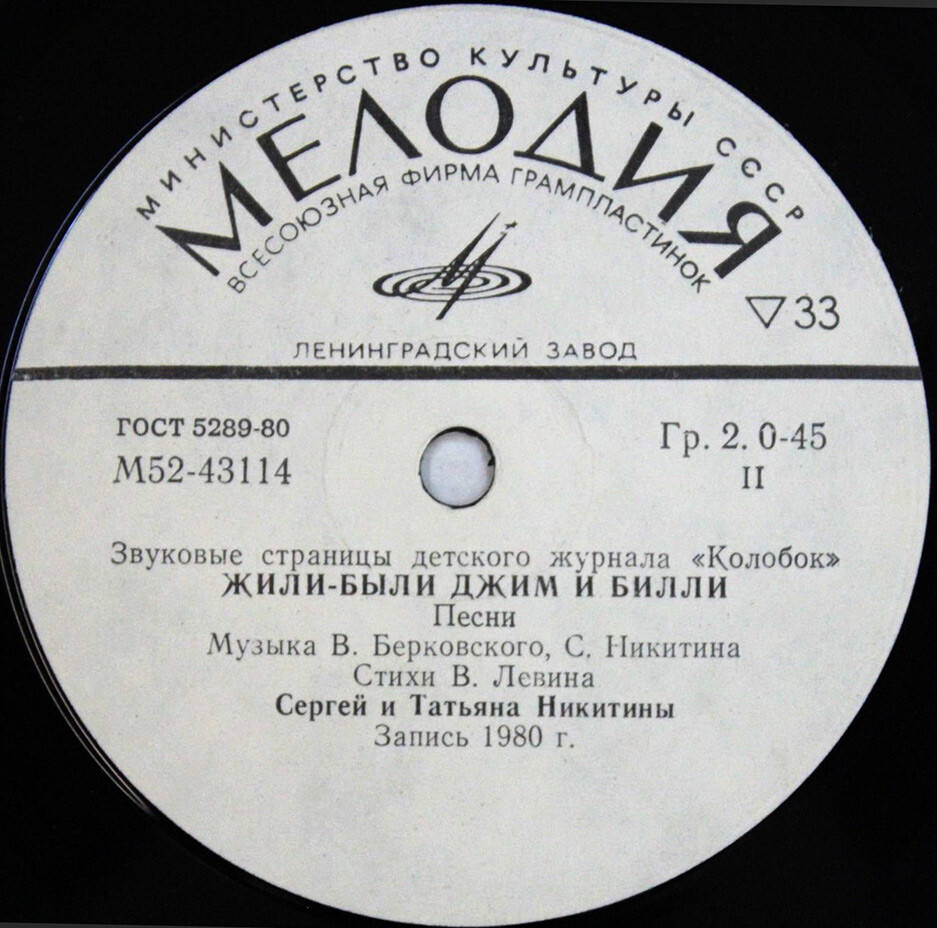 МИНИСТЕРСТВО КУЛЬТУРЫ СССР
МЕЛОДИЯ
ВСЕСОЮЗНАЯ ФИРМА ГРАМПЛАСТИНОК
33
ЛЕНИНГРАДСКИЙ ЗАВОД
ГОСТ 5289-80
М52-43114
Гр. 2. 0-45
II
Звуковые страницы детского журнала «Колобок»
ЖИЛИ-БЫЛИ ДЖИМ И БИЛЛИ
Песни
Музыка В. Берковского, С. Никитина
Стихи В. Левина
Сергей и Татьяна Никитины
Запись 1980 г.